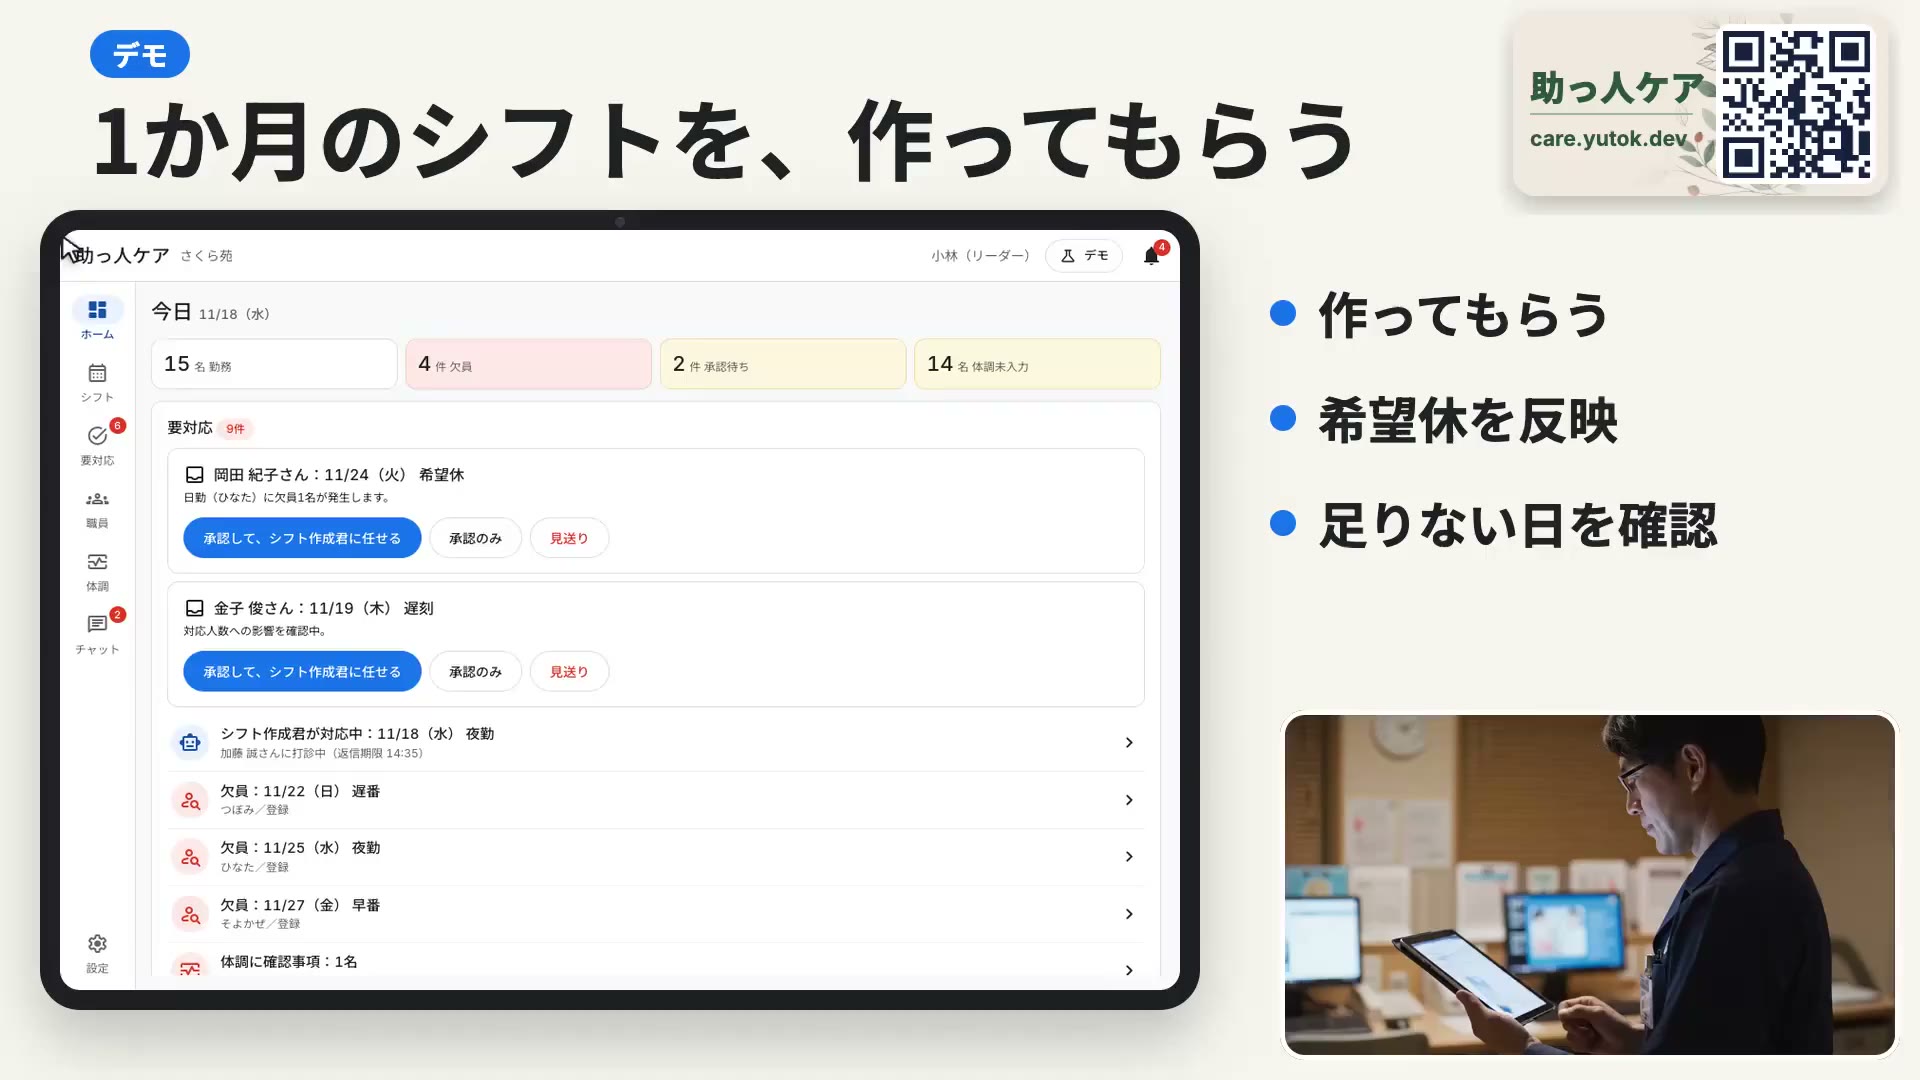 デモ
1か月のシフトを、作ってもらう
助っ人ケア
care.yutok.dev
助っ人ケア さくら苑
小林（リーダー） デモ 4
ホーム
シフト
6
要対応
職員
体調
2
チャット
設定
今日 11/18（水）
15 名 勤務
4 件 欠員
2 件 承認待ち
14 名 体調未入力
要対応 9件
岡田 紀子さん：11/24（火） 希望休
日勤（ひなた）に欠員1名が発生します。
承認して、シフト作成君に任せる 承認のみ 見送り
金子 俊さん：11/19（木） 遅刻
対応人数への影響を確認中。
承認して、シフト作成君に任せる 承認のみ 見送り
シフト作成君が対応中：11/18（水） 夜勤
加藤 誠さんに打診中（返信期限 14:35）
欠員：11/22（日） 遅番
つぼみ／登録
欠員：11/25（水） 夜勤
ひなた／登録
欠員：11/27（金） 早番
そよかぜ／登録
体調に確認事項：1名
作ってもらう
希望休を反映
足りない日を確認